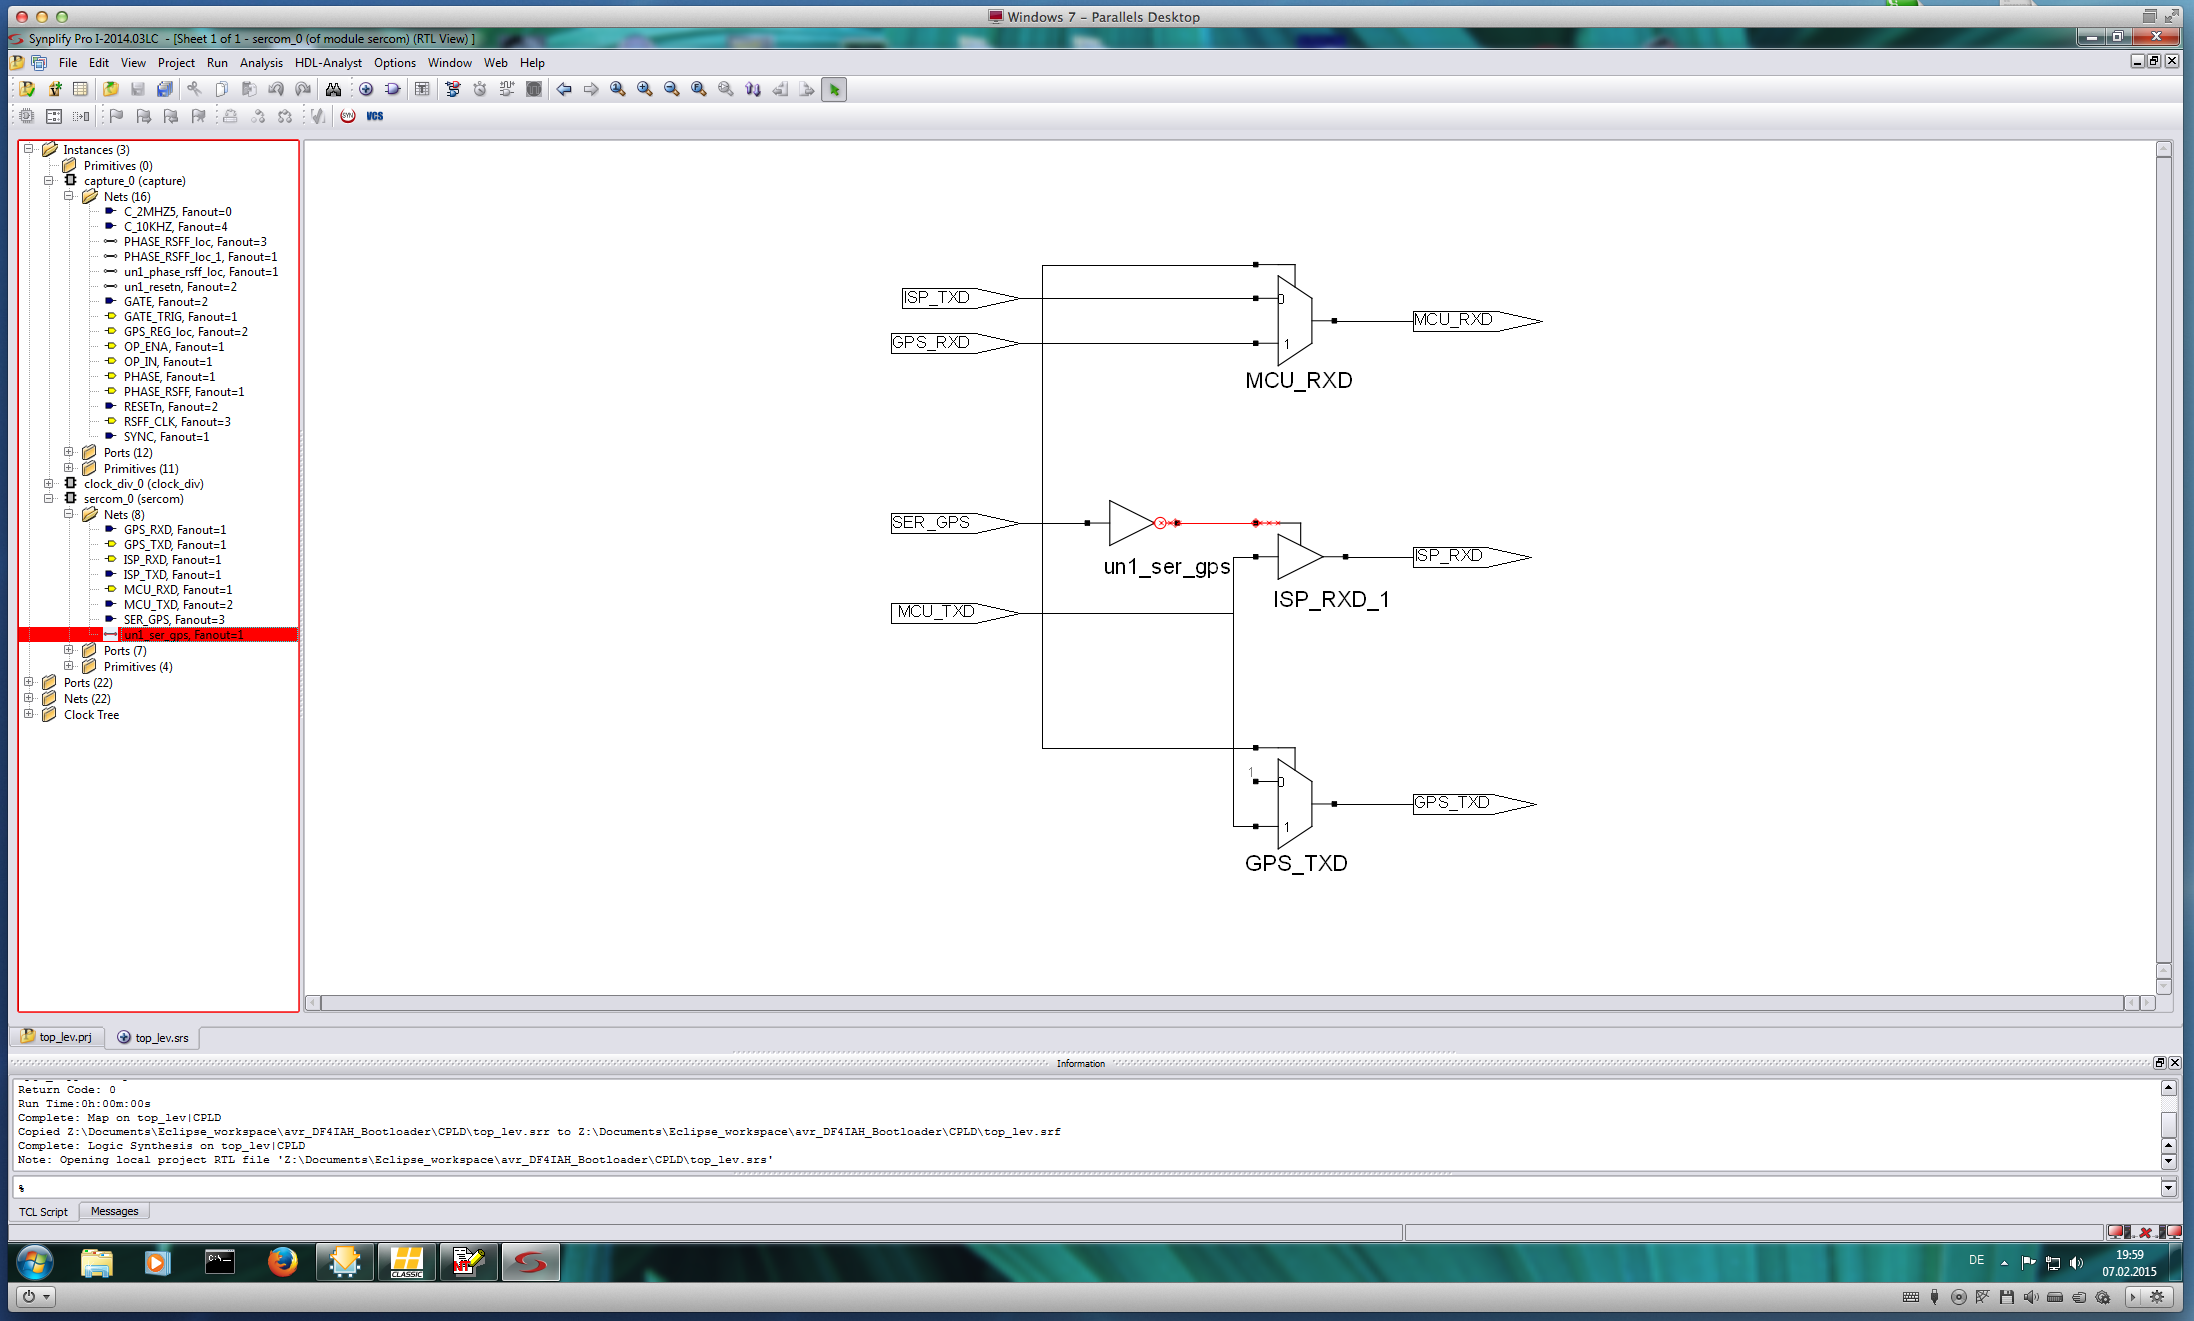 Windows 7 - Parallels Desktop
Synplify Pro I-2014.03LC - [Sheet 1 of 1 - sercom_0 (of module sercom) (RTL View) ]
File Edit View Project Run Analysis HDL-Analyst Options Window Web Help
SYN VCS
Instances (3)
Primitives (0)
capture_0 (capture)
Nets (16)
C_2MHZ5, Fanout=0
C_10KHZ, Fanout=4
PHASE_RSFF_loc, Fanout=3
PHASE_RSFF_loc_1, Fanout=1
un1_phase_rsff_loc, Fanout=1
un1_resetn, Fanout=2
GATE, Fanout=2
GATE_TRIG, Fanout=1
GPS_REG_loc, Fanout=2
OP_ENA, Fanout=1
OP_IN, Fanout=1
PHASE, Fanout=1
PHASE_RSFF, Fanout=1
RESETn, Fanout=2
RSFF_CLK, Fanout=3
SYNC, Fanout=1
Ports (12)
Primitives (11)
clock_div_0 (clock_div)
sercom_0 (sercom)
Nets (8)
GPS_RXD, Fanout=1
GPS_TXD, Fanout=1
ISP_RXD, Fanout=1
ISP_TXD, Fanout=1
MCU_RXD, Fanout=1
MCU_TXD, Fanout=2
SER_GPS, Fanout=3
un1_ser_gps, Fanout=1
Ports (7)
Primitives (4)
Ports (22)
Nets (22)
Clock Tree
ISP_TXD
0
MCU_RXD
GPS_RXD
1
MCU_RXD
SER_GPS
un1_ser_gps
ISP_RXD
ISP_RXD_1
MCU_TXD
1
0
GPS_TXD
1
GPS_TXD
top_lev.prj top_lev.srs
Information
Return Code: 0
Run Time:0h:00m:00s
Complete: Map on top_lev|CPLD
Copied Z:\Documents\Eclipse_workspace\avr_DF4IAH_Bootloader\CPLD\top_lev.srr to Z:\Documents\Eclipse_workspace\avr_DF4IAH_Bootloader\CPLD\top_lev.srf
Complete: Logic Synthesis on top_lev|CPLD
Note: Opening local project RTL file 'Z:\Documents\Eclipse_workspace\avr_DF4IAH_Bootloader\CPLD\top_lev.srs'
%
TCL Script Messages
CLASSIC
NT
DE
19:59
07.02.2015